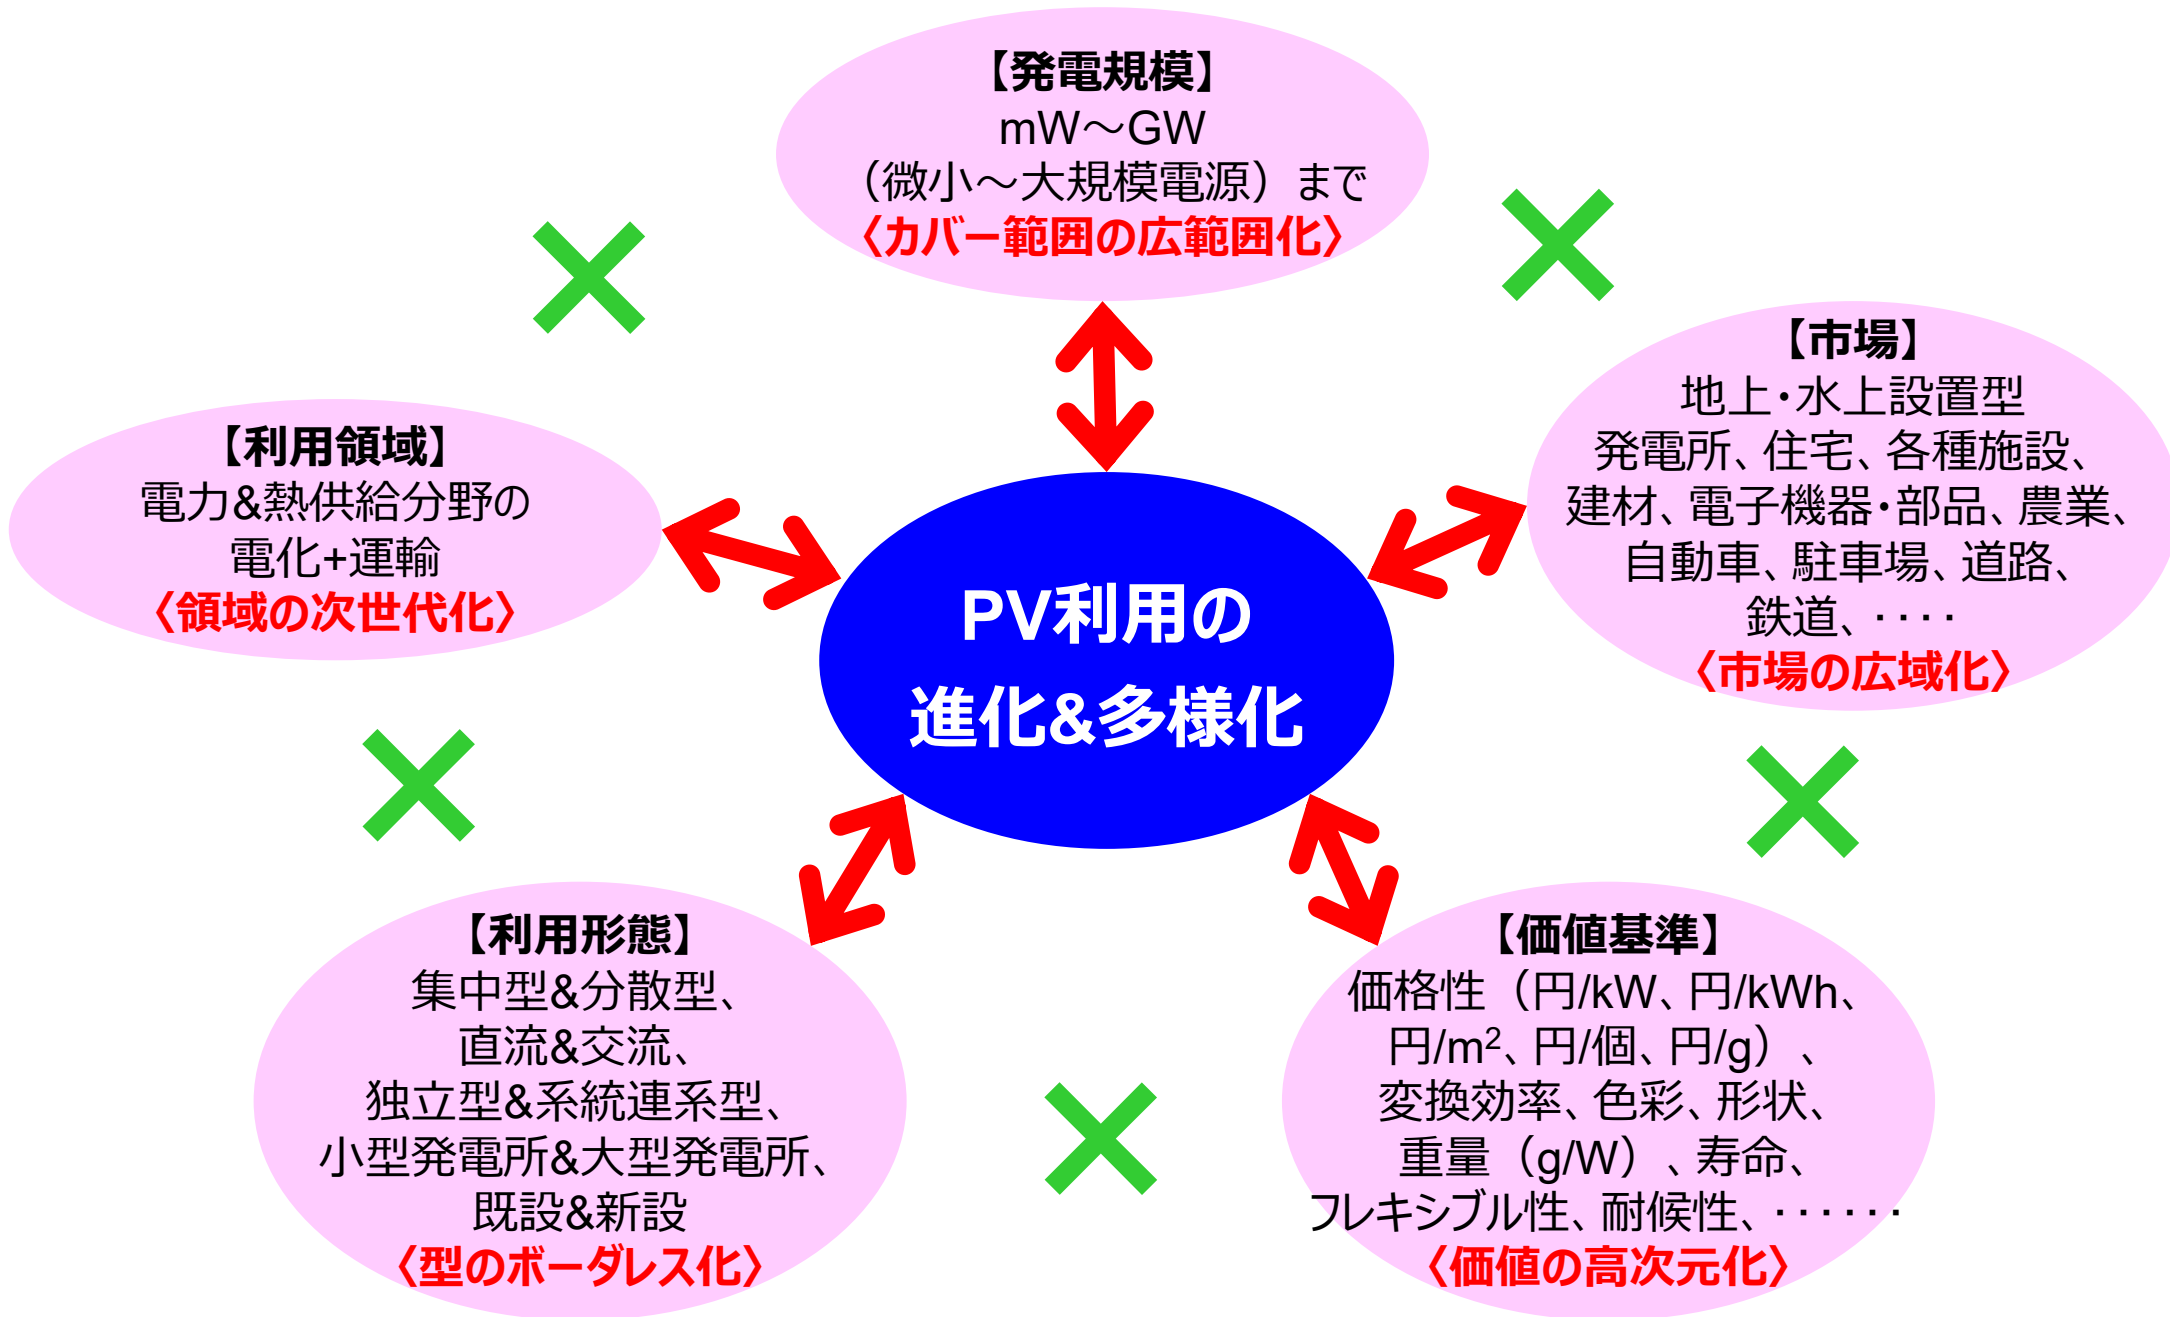 【発電規模】
mW～GW
（微小～大規模電源）まで
〈カバー範囲の広範囲化〉
【市場】
地上・水上設置型
発電所、住宅、各種施設、
建材、電子機器・部品、農業、
自動車、駐車場、道路、
鉄道、‥‥
〈市場の広域化〉
【利用領域】
電力&熱供給分野の
電化+運輸
〈領域の次世代化〉
PV利用の
進化&多様化
【利用形態】
集中型&分散型、
直流&交流、
独立型&系統連系型、
小型発電所&大型発電所、
既設&新設
〈型のボーダレス化〉
【価値基準】
価格性（円/kW、円/kWh、
円/m²、円/個、円/g）、
変換効率、色彩、形状、
重量（g/W）、寿命、
フレキシブル性、耐候性、‥‥‥
〈価値の高次元化〉